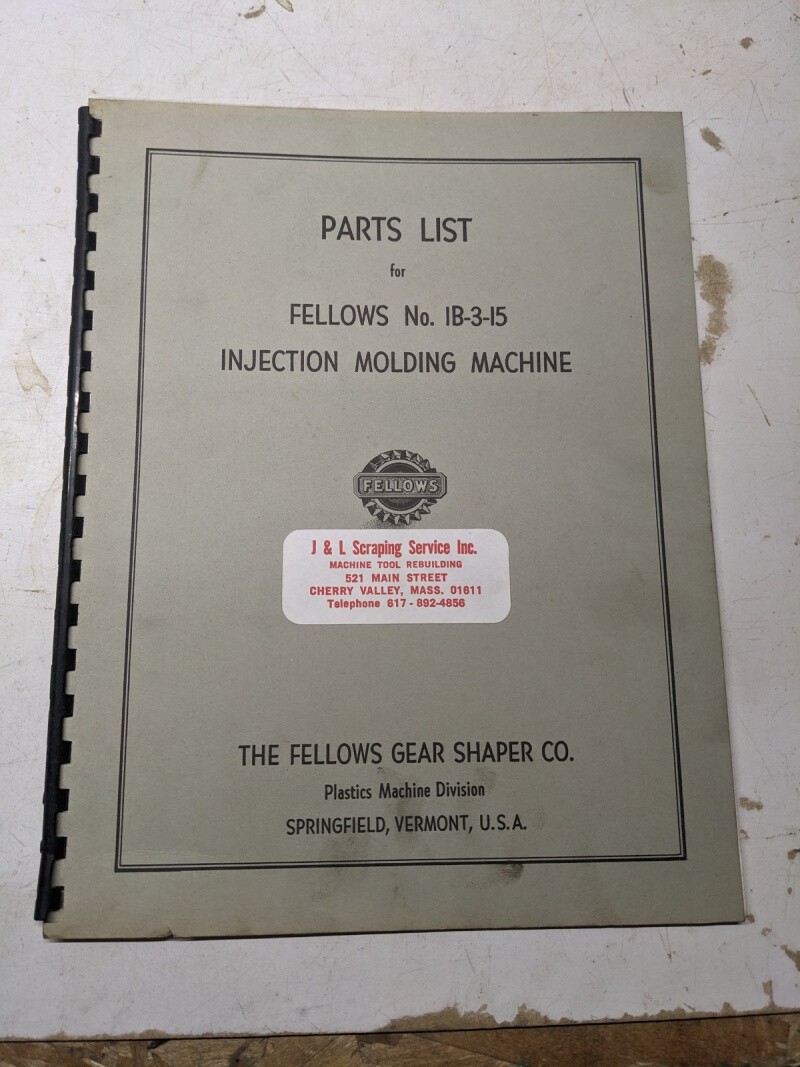 PARTS LIST
for
FELLOWS No. 1B-3-15
INJECTION MOLDING MACHINE
FELLOWS
J & L Scraping Service Inc.
MACHINE TOOL REBUILDING
521 MAIN STREET
CHERRY VALLEY, MASS. 01611
Telephone 617 - 892-4856
THE FELLOWS GEAR SHAPER CO.
Plastics Machine Division
SPRINGFIELD, VERMONT, U.S.A.